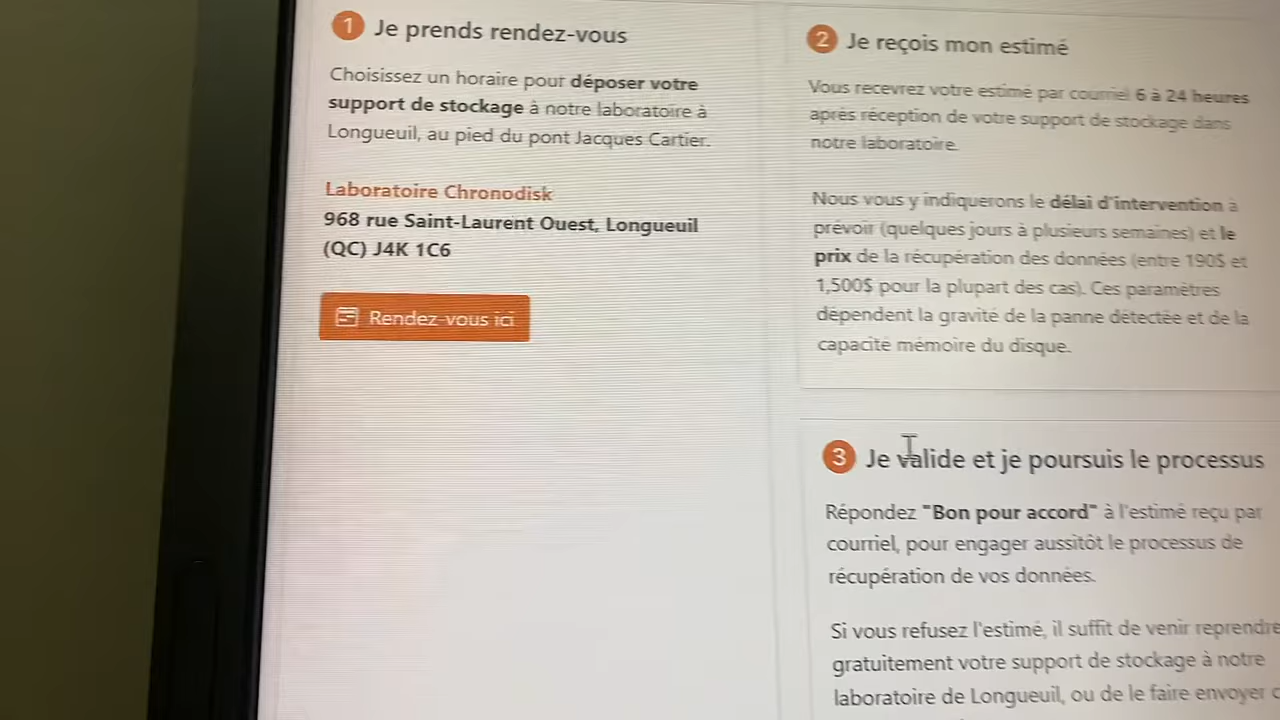 1 Je prends rendez-vous
Choisissez un horaire pour déposer votre
support de stockage à notre laboratoire à
Longueuil, au pied du pont Jacques Cartier.
Laboratoire Chronodisk
968 rue Saint-Laurent Ouest, Longueuil
(QC) J4K 1C6
Rendez-vous ici
2 Je reçois mon estimé
Vous recevrez votre estimé par courriel 6 à 24 heures
après réception de votre support de stockage dans
notre laboratoire.
Nous vous y indiquerons le délai d'intervention à
prévoir (quelques jours à plusieurs semaines) et le
prix de la récupération des données (entre 190$ et
1,500$ pour la plupart des cas). Ces paramètres
dépendent la gravité de la panne détectée et de la
capacité mémoire du disque.
3 Je valide et je poursuis le processus
Répondez "Bon pour accord" à l'estimé reçu par
courriel, pour engager aussitôt le processus de
récupération de vos données.
Si vous refusez l'estimé, il suffit de venir reprendre
gratuitement votre support de stockage à notre
laboratoire de Longueuil, ou de le faire envoyer